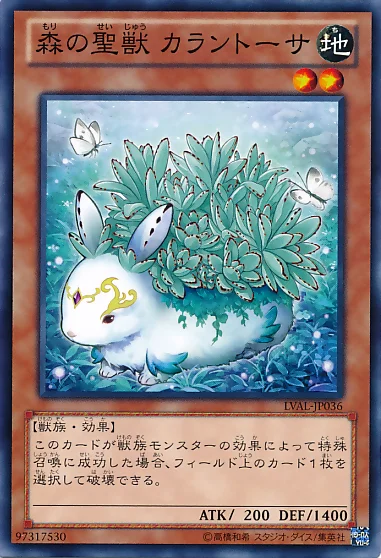 森の聖獣 カラントーサ
地
LVAL-JP036
【獣族・効果】
このカードが獣族モンスターの効果によって特殊
召喚に成功した場合、フィールド上のカード1枚を
選択して破壊できる。
ATK/ 200 DEF/1400
97317530
©高橋和希 スタジオ・ダイス/集英社